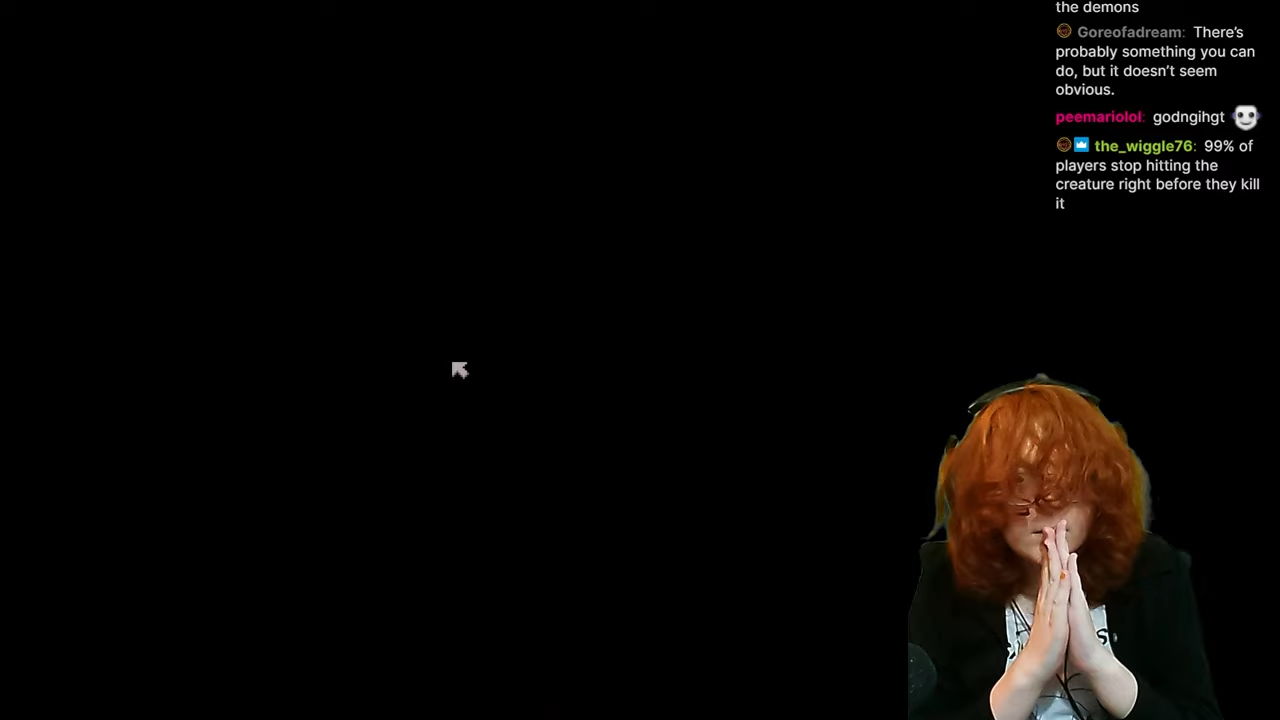 the demons
Goreofadream: There's
probably something you can
do, but it doesn't seem
obvious.
peemariolol: godngihgt
the_wiggle76: 99% of
players stop hitting the
creature right before they kill
it